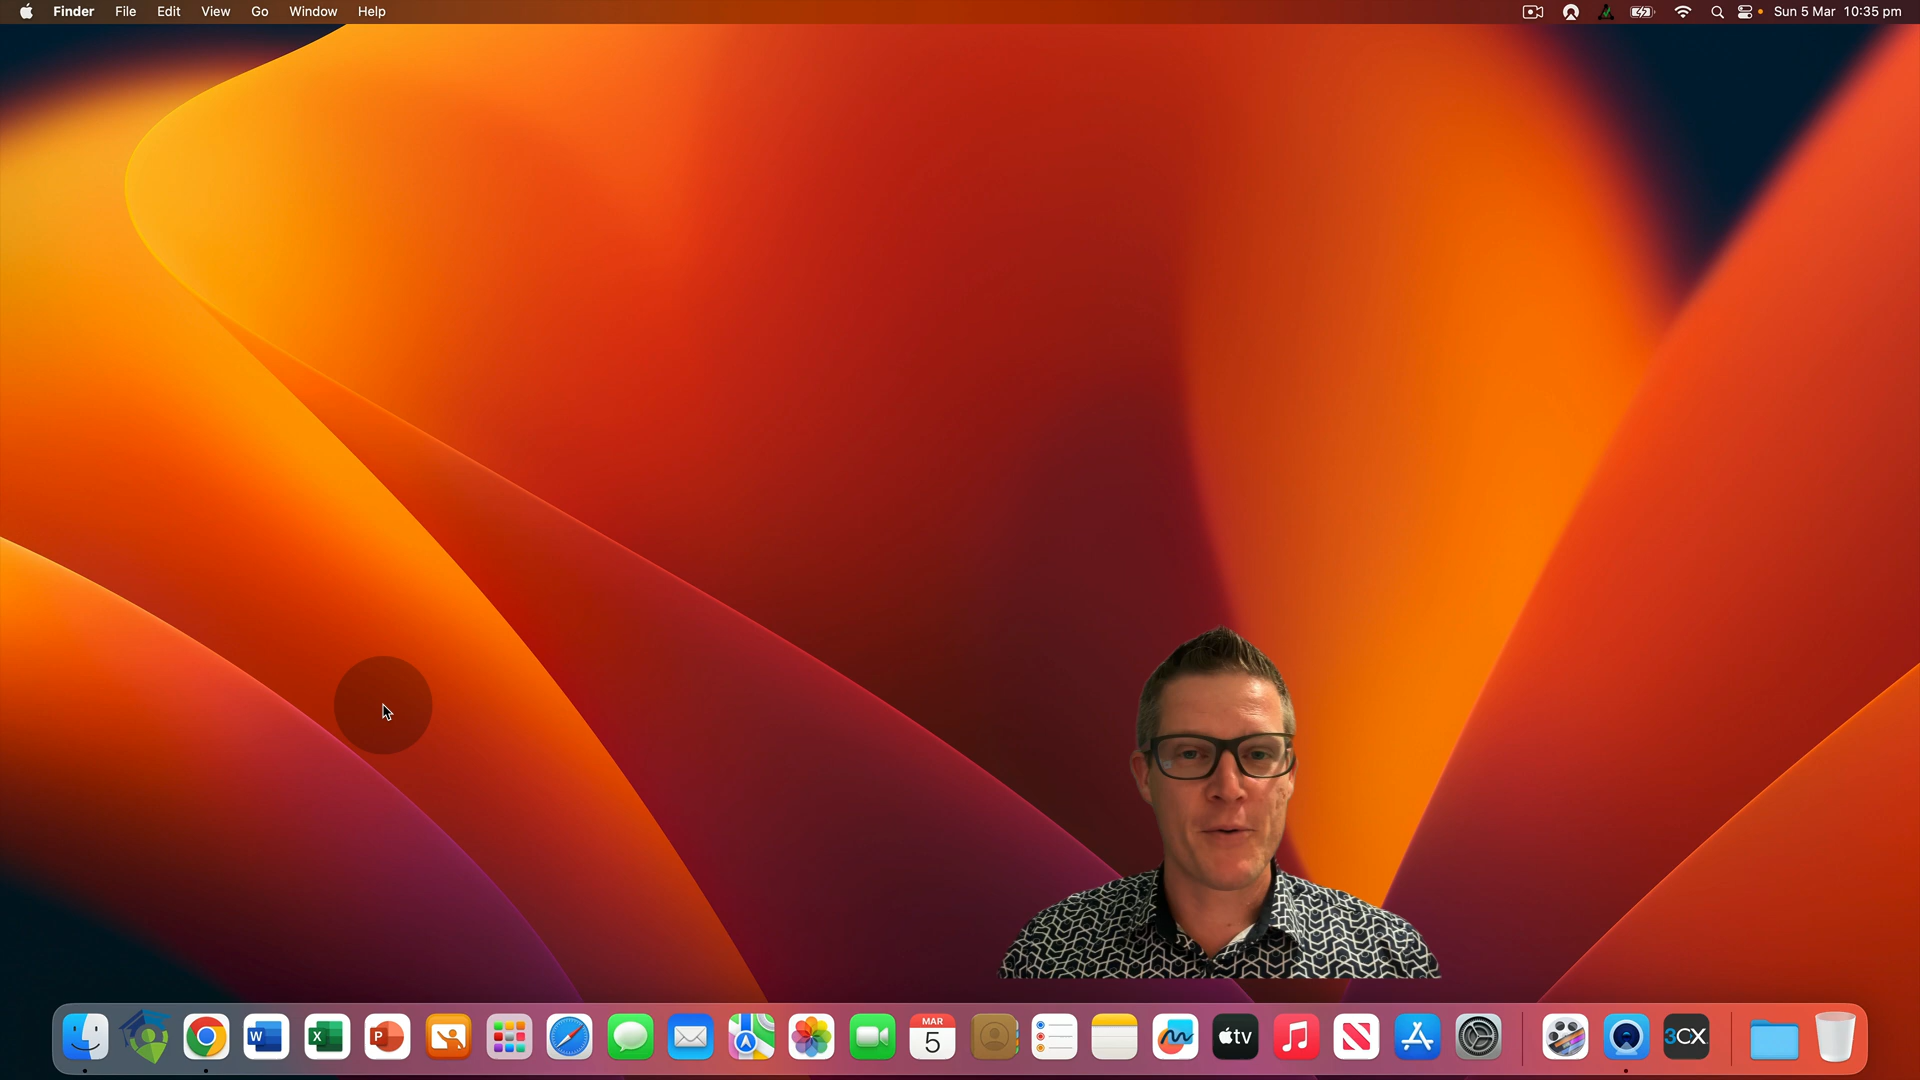 Finder File Edit View Go Window Help Sun 5 Mar 10:35 pm
W X P MAR 5 tv 3CX